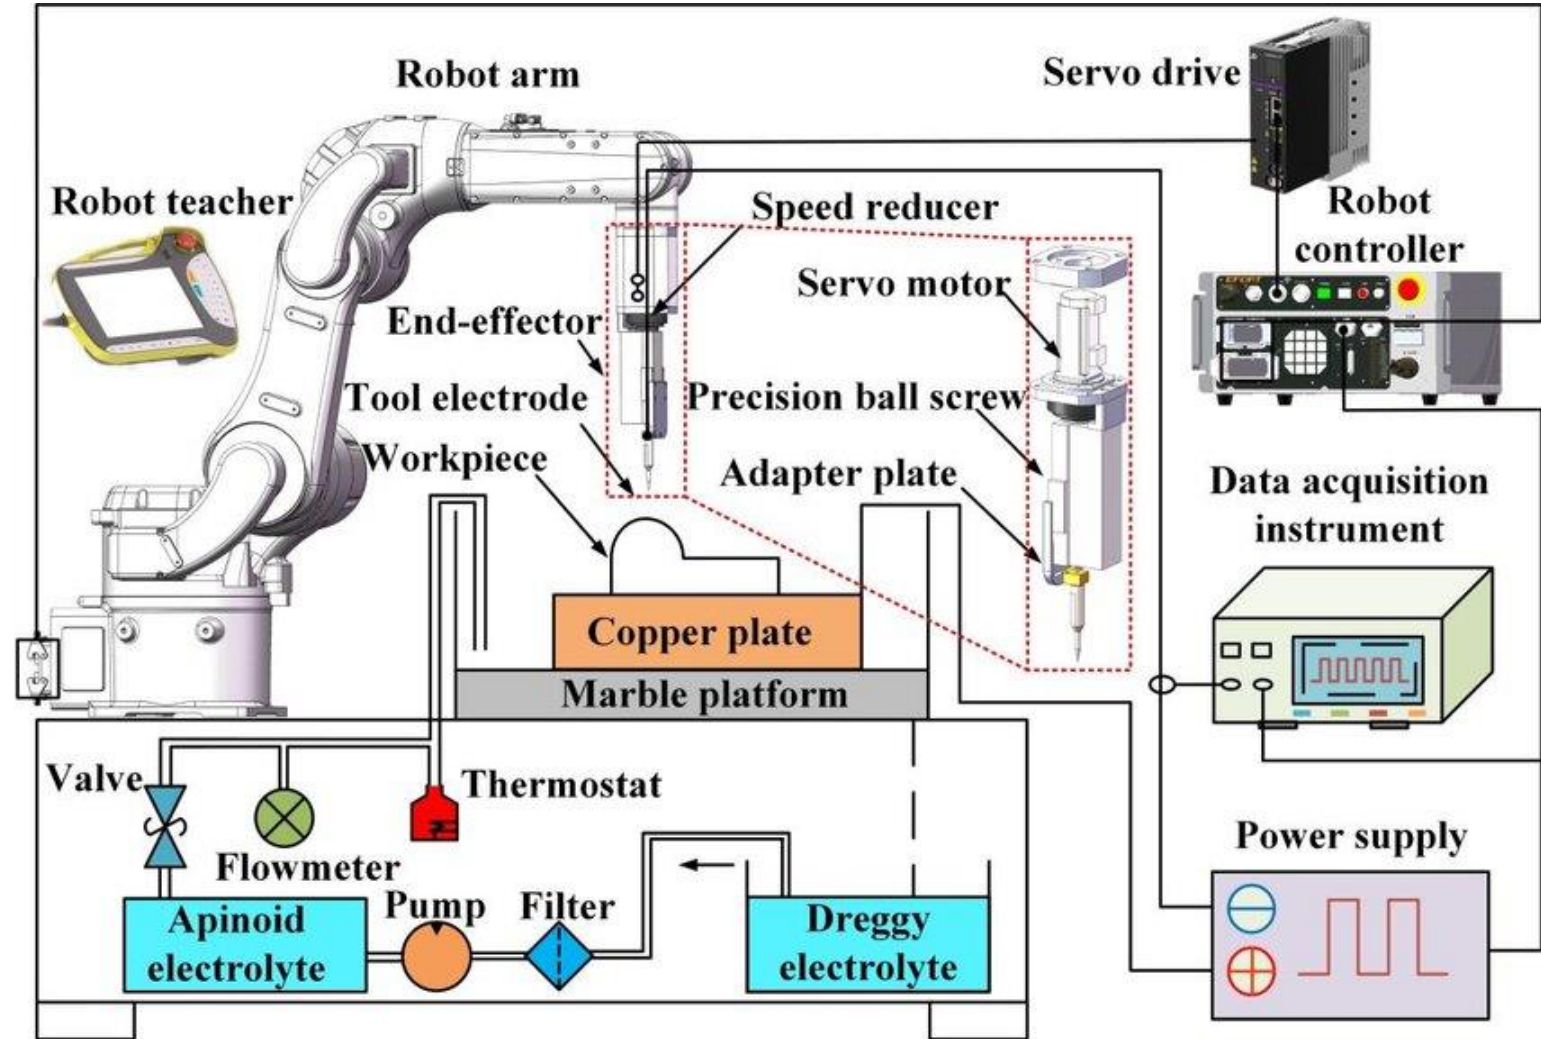 Robot arm
Servo drive
Robot teacher
Speed reducer
Robot
controller
Servo motor
EFORT
End-effector
Tool electrode
Precision ball screw
Workpiece
Adapter plate
Data acquisition
instrument
Copper plate
Marble platform
Valve
Thermostat
Flowmeter
Power supply
Pump
Filter
Apinoid
electrolyte
Dreggy
electrolyte